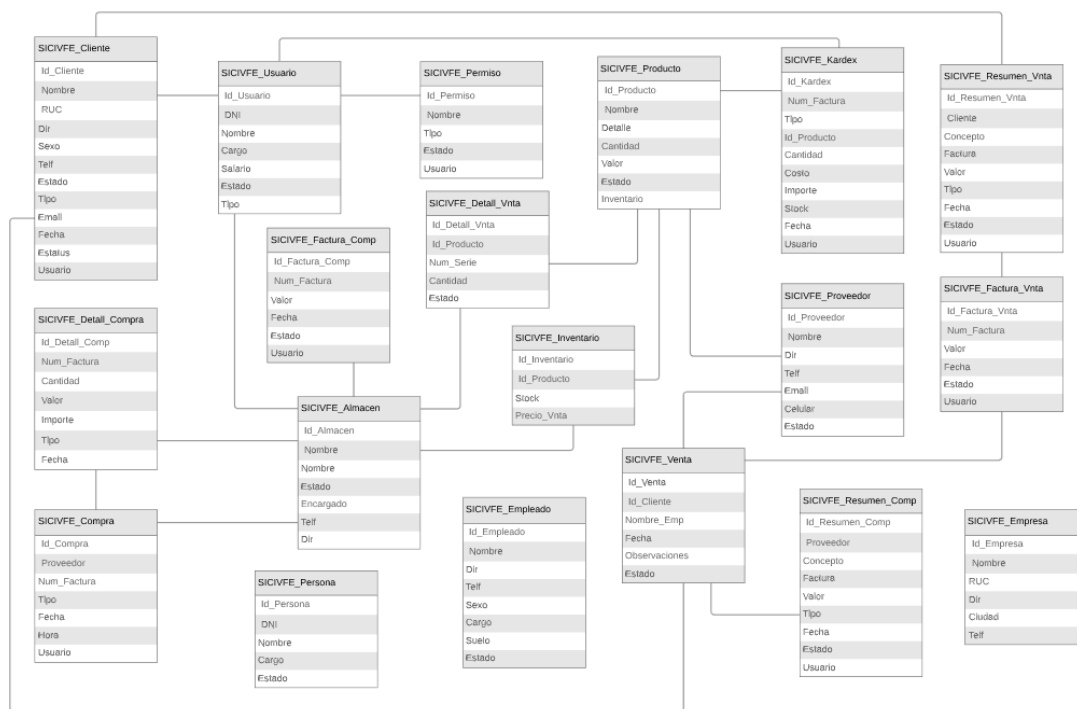 SICIVFE_Cliente
Id_Cliente
Nombre
RUC
Dir
Sexo
Telf
Estado
Tipo
Email
Fecha
Estatus
Usuario
SICIVFE_Usuario
Id_Usuario
DNI
Nombre
Cargo
Salario
Estado
Tipo
SICIVFE_Permiso
Id_Permiso
Nombre
Tipo
Estado
Usuario
SICIVFE_Producto
Id_Producto
Nombre
Detalle
Cantidad
Valor
Estado
Inventario
SICIVFE_Kardex
Id_Kardex
Num_Factura
Tipo
Id_Producto
Cantidad
Costo
Importe
Stock
Fecha
Usuario
SICIVFE_Resumen_Vnta
Id_Resumen_Vnta
Cliente
Concepto
Factura
Valor
Tipo
Fecha
Estado
Usuario
SICIVFE_Detall_Vnta
Id_Detall_Vnta
Id_Producto
Num_Serie
Cantidad
Estado
SICIVFE_Factura_Comp
Id_Factura_Comp
Num_Factura
Valor
Fecha
Estado
Usuario
SICIVFE_Proveedor
Id_Proveedor
Nombre
Dir
Telf
Email
Celular
Estado
SICIVFE_Factura_Vnta
Id_Factura_Vnta
Num_Factura
Valor
Fecha
Estado
Usuario
SICIVFE_Detall_Compra
Id_Detall_Comp
Num_Factura
Cantidad
Valor
Importe
Tipo
Fecha
SICIVFE_Inventario
Id_Inventario
Id_Producto
Stock
Precio_Vnta
SICIVFE_Almacen
Id_Almacen
Nombre
Nombre
Estado
Encargado
Telf
Dir
SICIVFE_Venta
Id_Venta
Id_Cliente
Nombre_Emp
Fecha
Observaciones
Estado
SICIVFE_Compra
Id_Compra
Proveedor
Num_Factura
Tipo
Fecha
Hora
Usuario
SICIVFE_Empleado
Id_Empleado
Nombre
Dir
Telf
Sexo
Cargo
Suelo
Estado
SICIVFE_Resumen_Comp
Id_Resumen_Comp
Proveedor
Concepto
Factura
Valor
Tipo
Fecha
Estado
Usuario
SICIVFE_Empresa
Id_Empresa
Nombre
RUC
Dir
Ciudad
Telf
SICIVFE_Persona
Id_Persona
DNI
Nombre
Cargo
Estado